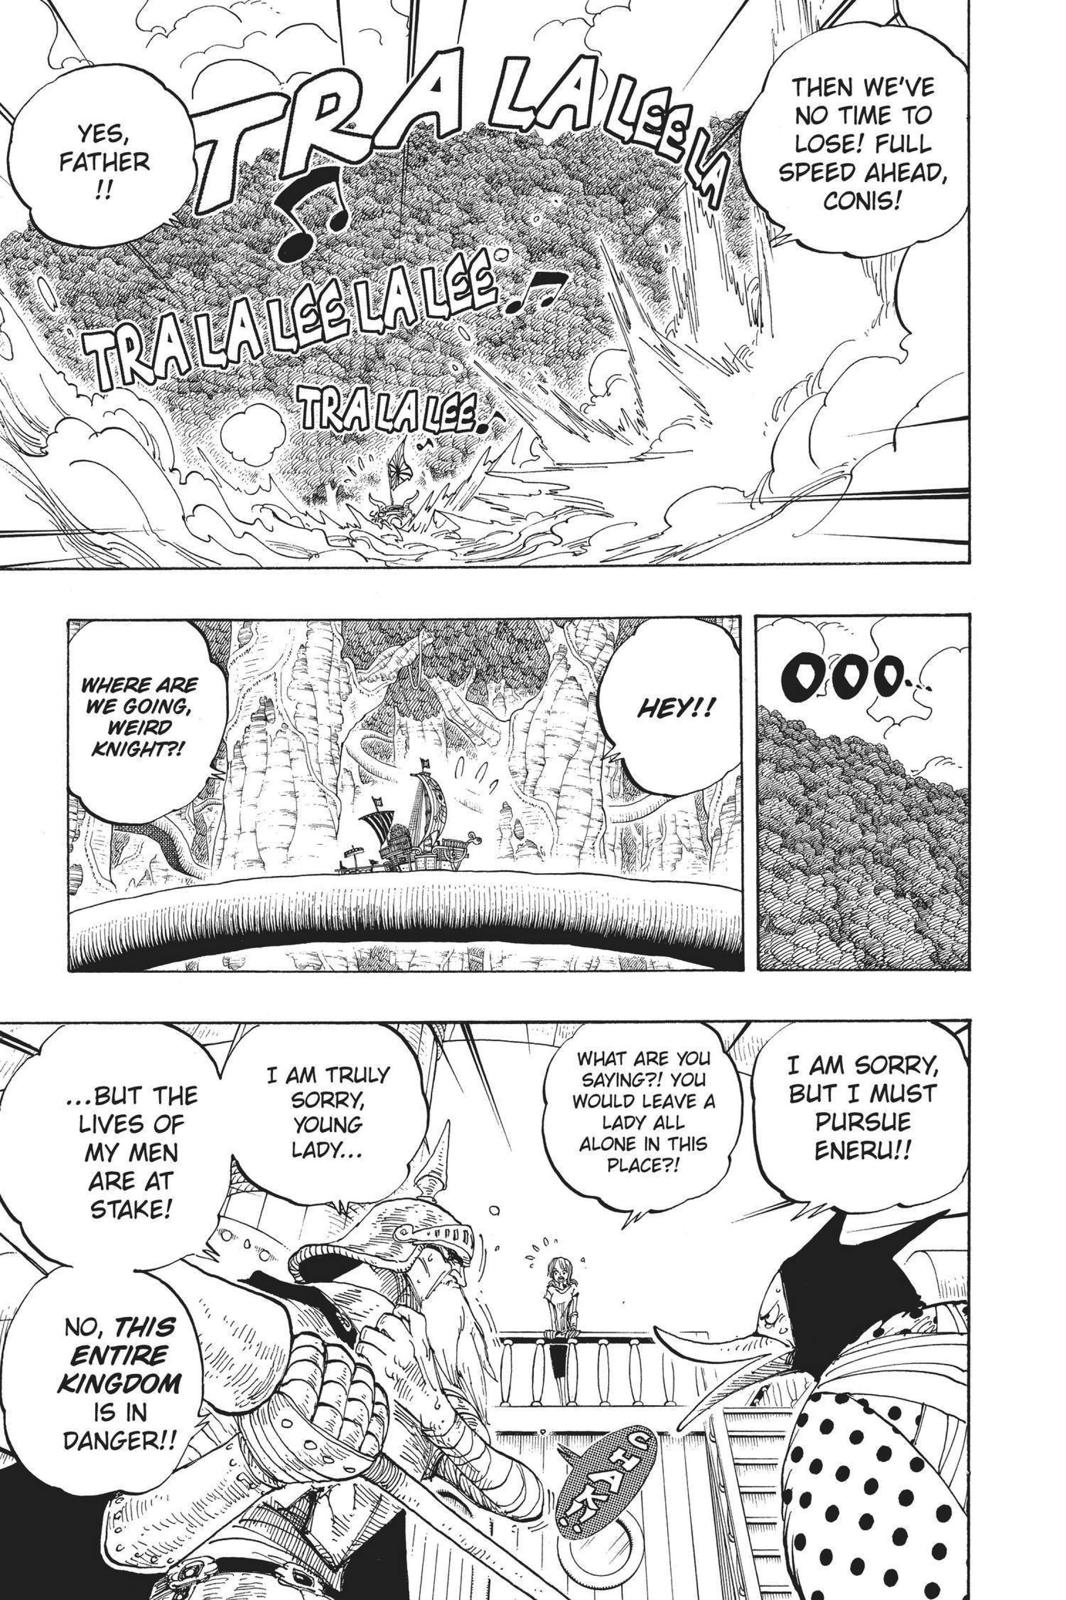 THEN WE'VE
NO TIME TO
LOSE! FULL
SPEED AHEAD,
CONIS!
YES,
FATHER
!!
TRA LA LEE LA
TRA LA LEE LA LEE
TRA LA LEE
OOO...
HEY!!
WHERE ARE
WE GOING,
WEIRD
KNIGHT?!
I AM SORRY,
BUT I MUST
PURSUE
ENERU!!
WHAT ARE YOU
SAYING?! YOU
WOULD LEAVE A
LADY ALL
ALONE IN THIS
PLACE?!
I AM TRULY
SORRY,
YOUNG
LADY...
...BUT THE
LIVES OF
MY MEN
ARE AT
STAKE!
NO, THIS
ENTIRE
KINGDOM
IS IN
DANGER!!
CHAK!